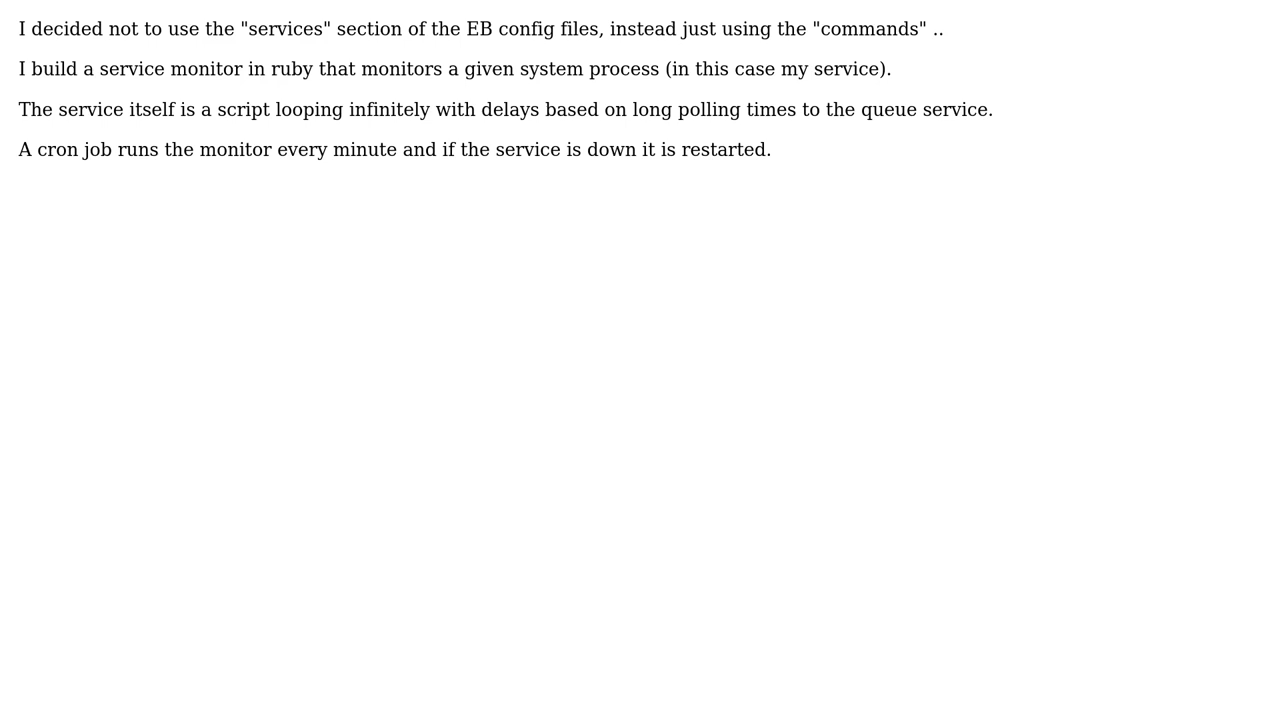 I decided not to use the "services" section of the EB config files, instead just using the "commands" ..
I build a service monitor in ruby that monitors a given system process (in this case my service).
The service itself is a script looping infinitely with delays based on long polling times to the queue service.
A cron job runs the monitor every minute and if the service is down it is restarted.